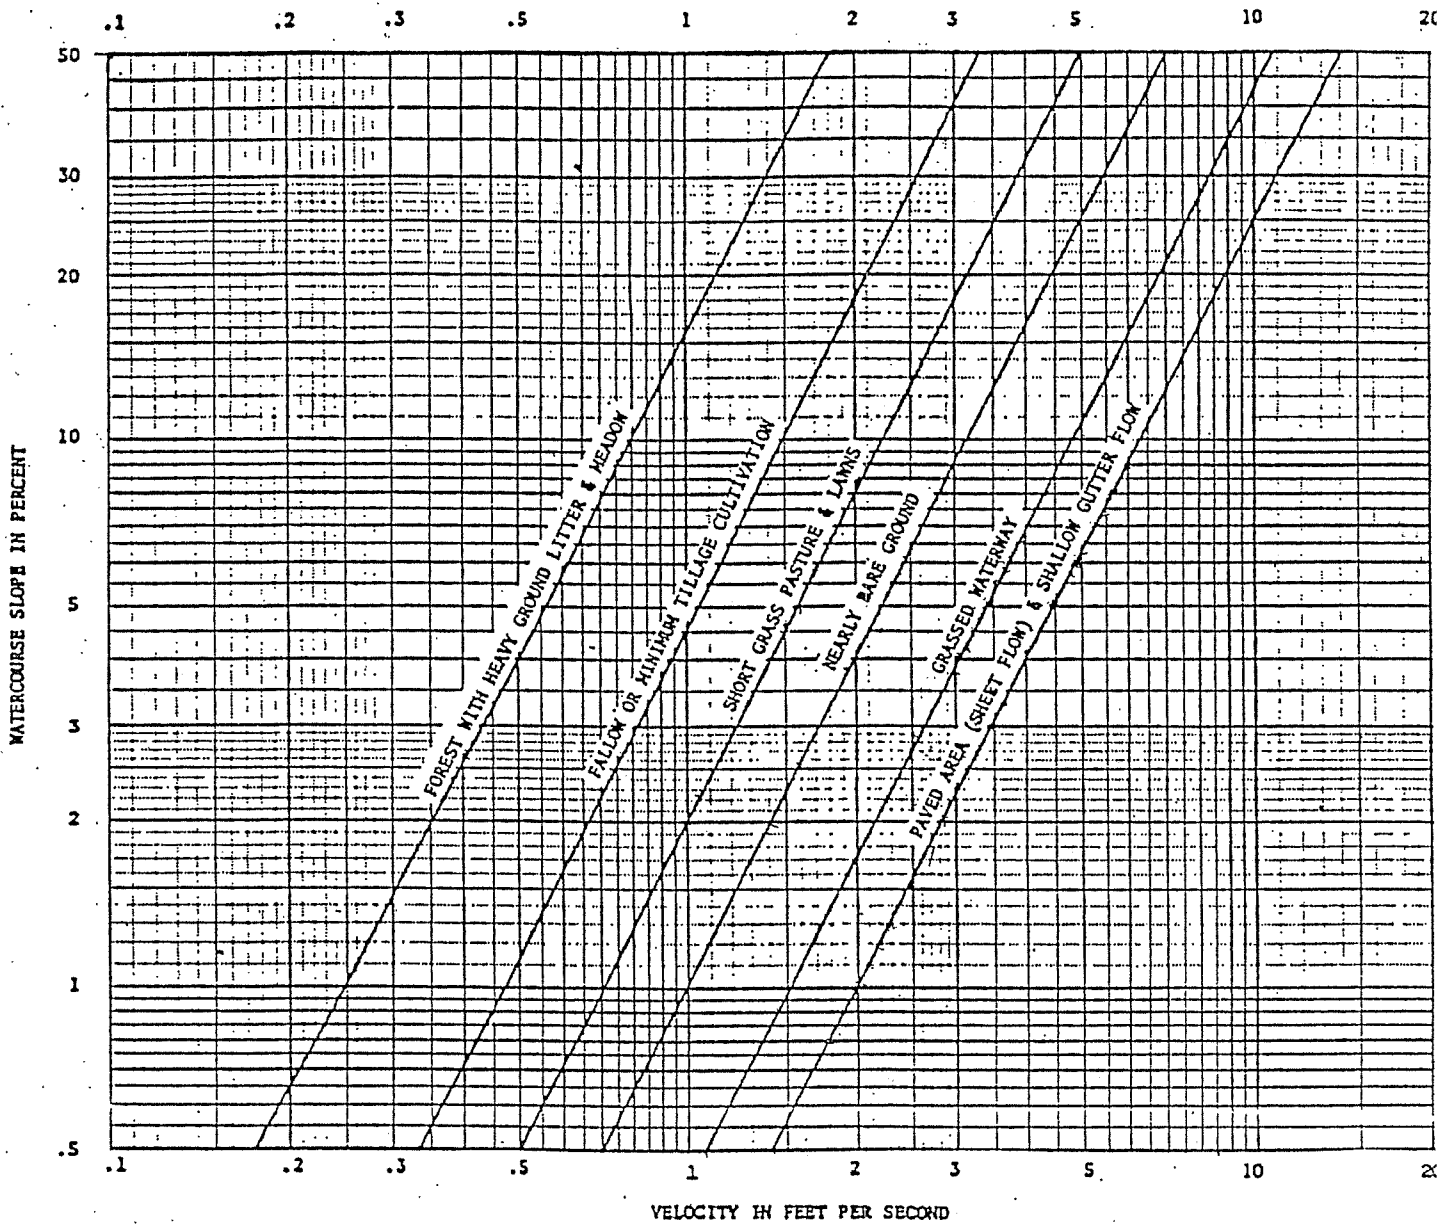 .1 .2 .3 .5 1 2 3 5 10 20
50
30
20
10
5
3
2
1
.5
WATERCOURSE SLOPE IN PERCENT
FOREST WITH HEAVY GROUND LITTER & MEADOW
FALLOW OR MINIMUM TILLAGE CULTIVATION
SHORT GRASS PASTURE & LAWNS
NEARLY BARE GROUND
GRASSED WATERWAY
PAVED AREA (SHEET FLOW) & SHALLOW GUTTER FLOW
.1 .2 .3 .5 1 2 3 5 10 20
VELOCITY IN FEET PER SECOND